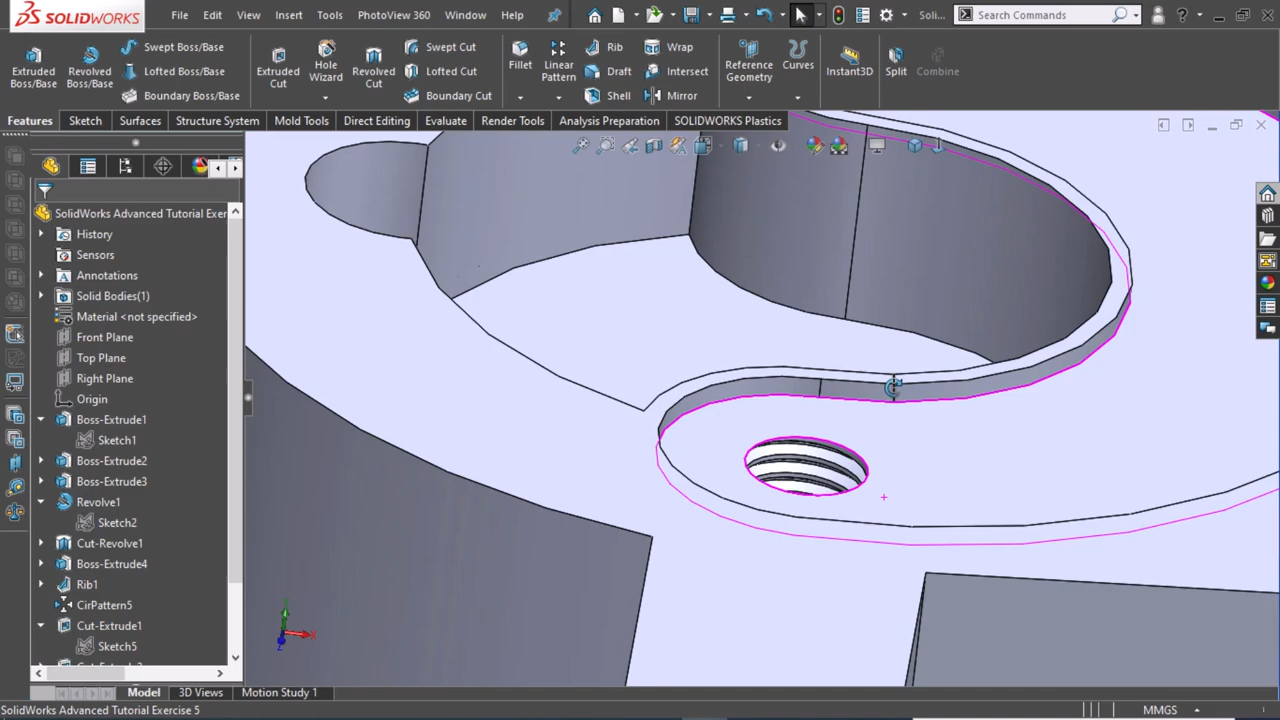 SOLIDWORKS File Edit View Insert Tools PhotoView 360 Window Help Soli... Search Commands
Extruded Boss/Base
Revolved Boss/Base
Swept Boss/Base
Lofted Boss/Base
Boundary Boss/Base
Extruded Cut
Hole Wizard
Revolved Cut
Swept Cut
Lofted Cut
Boundary Cut
Fillet
Linear Pattern
Rib
Draft
Shell
Wrap
Intersect
Mirror
Reference Geometry
Curves
Instant3D
Split
Combine
Features Sketch Surfaces Structure System Mold Tools Direct Editing Evaluate Render Tools Analysis Preparation SOLIDWORKS Plastics
SolidWorks Advanced Tutorial Exer
History
Sensors
Annotations
Solid Bodies(1)
Material <not specified>
Front Plane
Top Plane
Right Plane
Origin
Boss-Extrude1
Sketch1
Boss-Extrude2
Boss-Extrude3
Revolve1
Sketch2
Cut-Revolve1
Boss-Extrude4
Rib1
CirPattern5
Cut-Extrude1
Sketch5
Y
X
Z
Model 3D Views Motion Study 1
SolidWorks Advanced Tutorial Exercise 5 MMGS